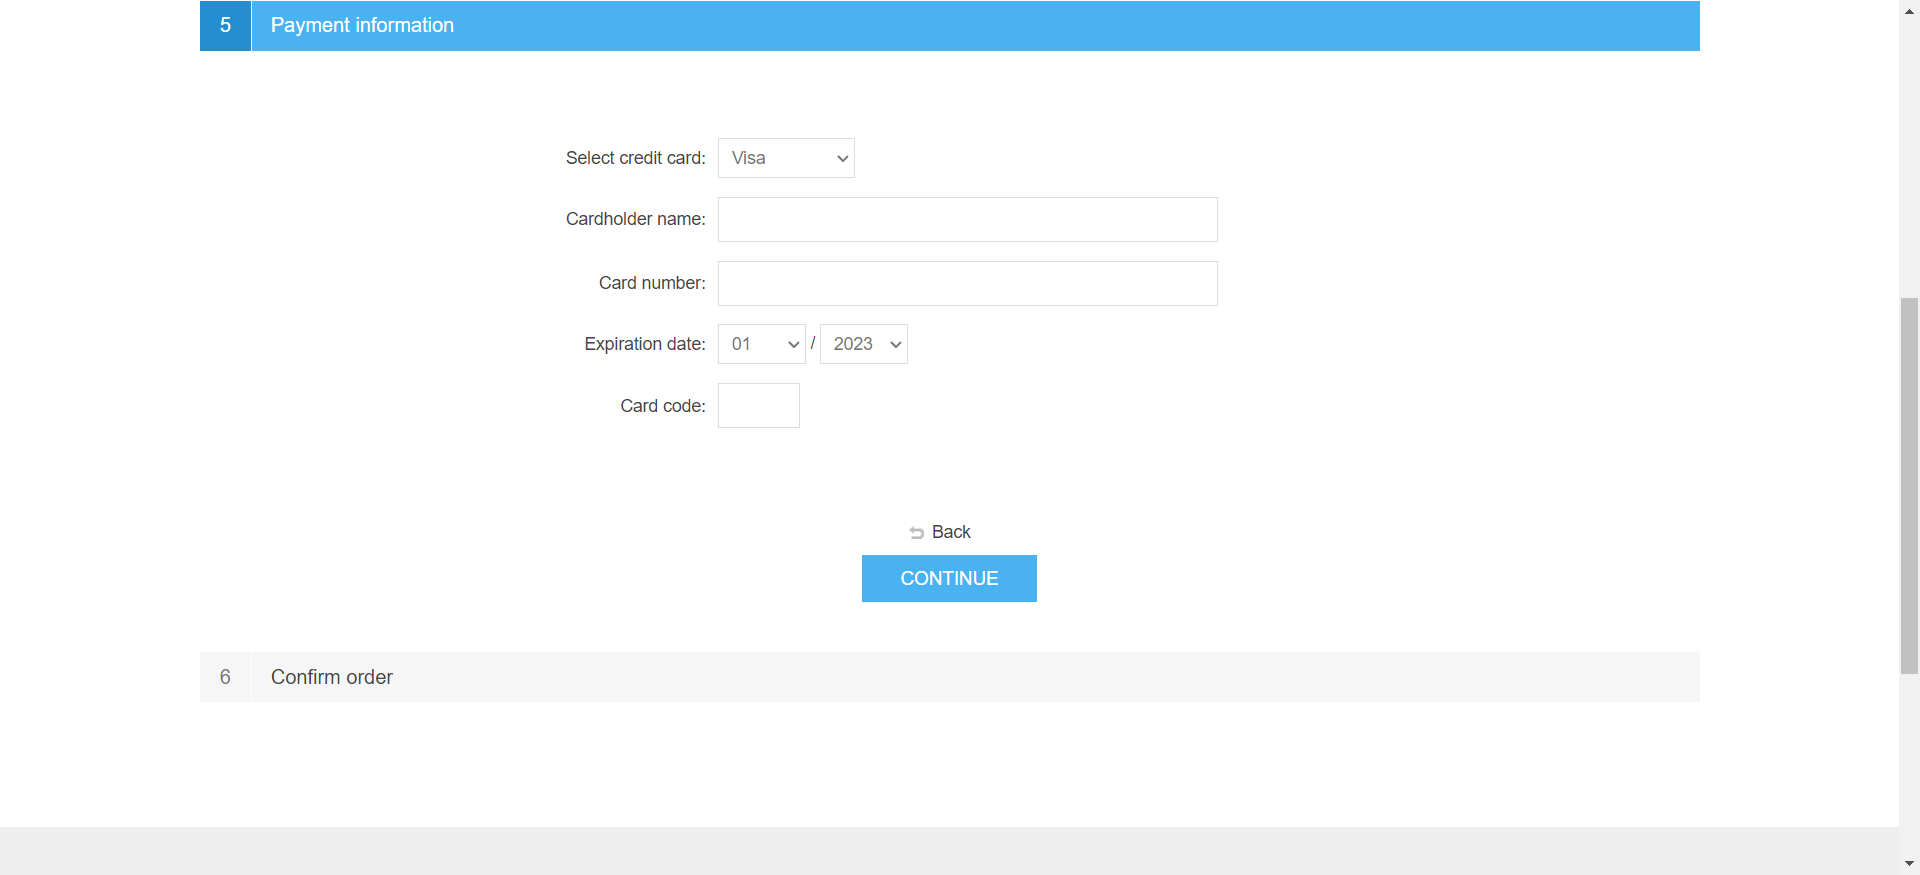 5 Payment information
Select credit card: Visa
Cardholder name:
Card number:
Expiration date: 01 / 2023
Card code:
Back
CONTINUE
6 Confirm order